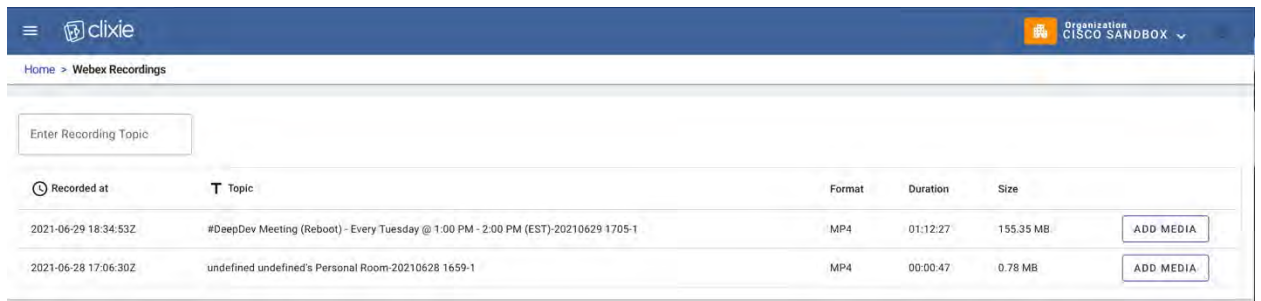 clixie
Organization
CISCO SANDBOX
Home > Webex Recordings
Enter Recording Topic
Recorded at Topic Format Duration Size
2021-06-29 18:34:53Z #DeepDev Meeting (Reboot) - Every Tuesday @ 1:00 PM - 2:00 PM (EST)-20210629 1705-1 MP4 01:12:27 155.35 MB ADD MEDIA
2021-06-28 17:06:30Z undefined undefined's Personal Room-20210628 1659-1 MP4 00:00:47 0.78 MB ADD MEDIA